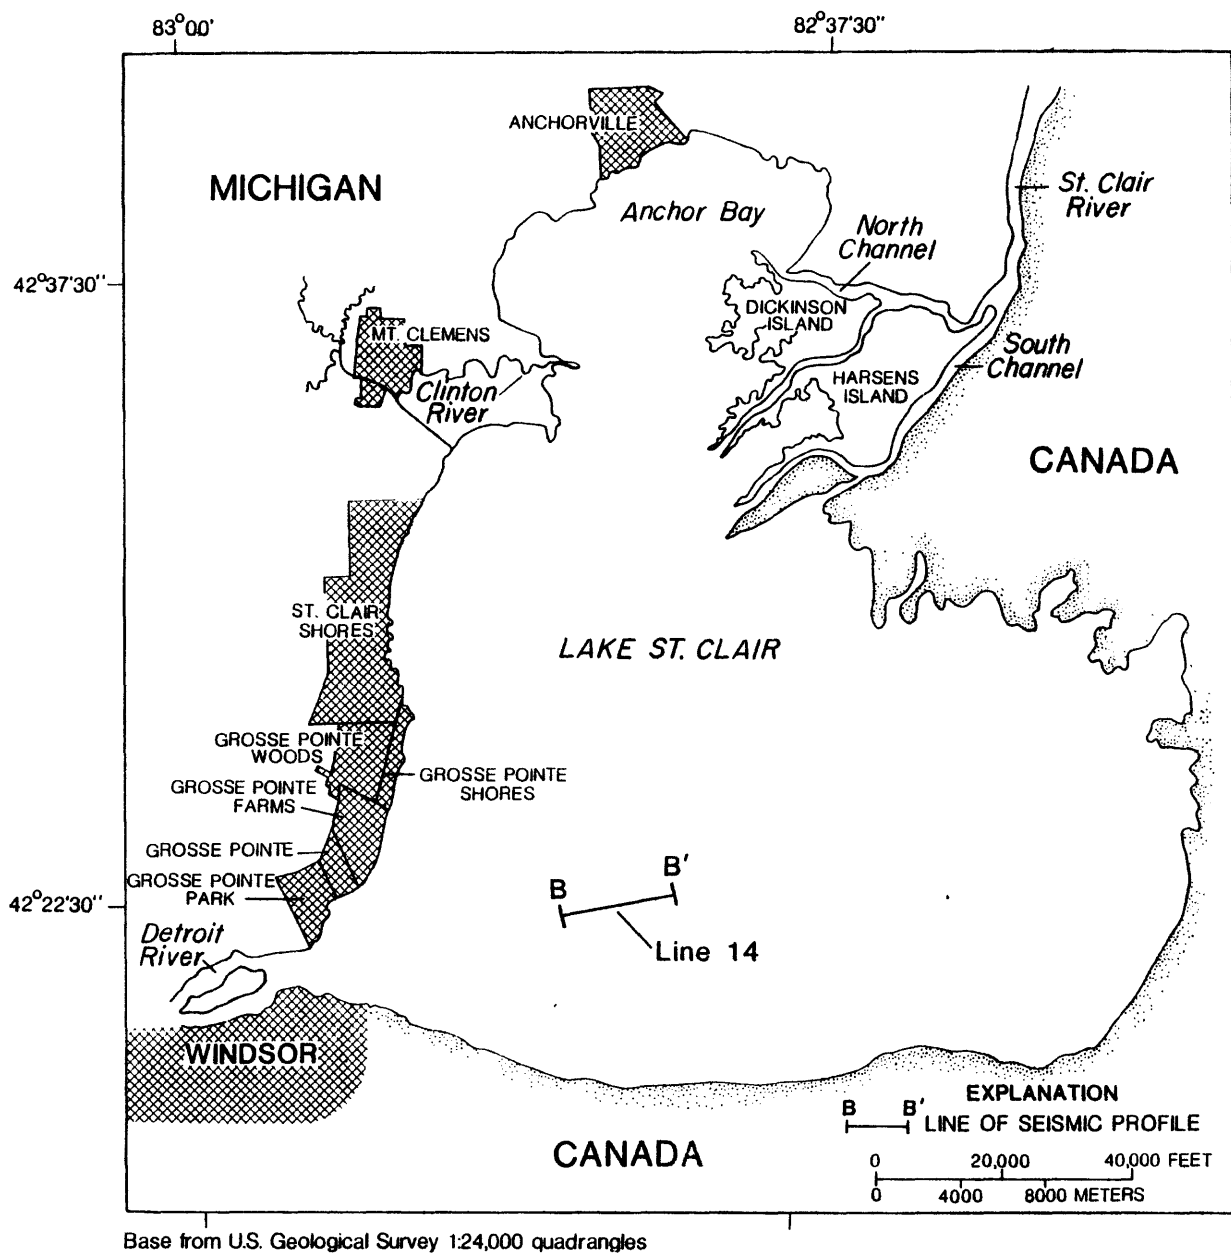 83°00'
82°37'30"
ANCHORVILLE
MICHIGAN
Anchor Bay
St. Clair
River
North
Channel
42°37'30"
DICKINSON
ISLAND
MT. CLEMENS
South
Channel
Clinton
River
HARSENS
ISLAND
CANADA
ST. CLAIR
SHORES
LAKE ST. CLAIR
GROSSE POINTE
WOODS
GROSSE POINTE
SHORES
GROSSE POINTE
FARMS
GROSSE POINTE
GROSSE POINTE
PARK
B
B'
42°22'30"
Line 14
Detroit
River
WINDSOR
CANADA
EXPLANATION
B B'
LINE OF SEISMIC PROFILE
0 20,000 40,000 FEET
0 4000 8000 METERS
Base from U.S. Geological Survey 1:24,000 quadrangles